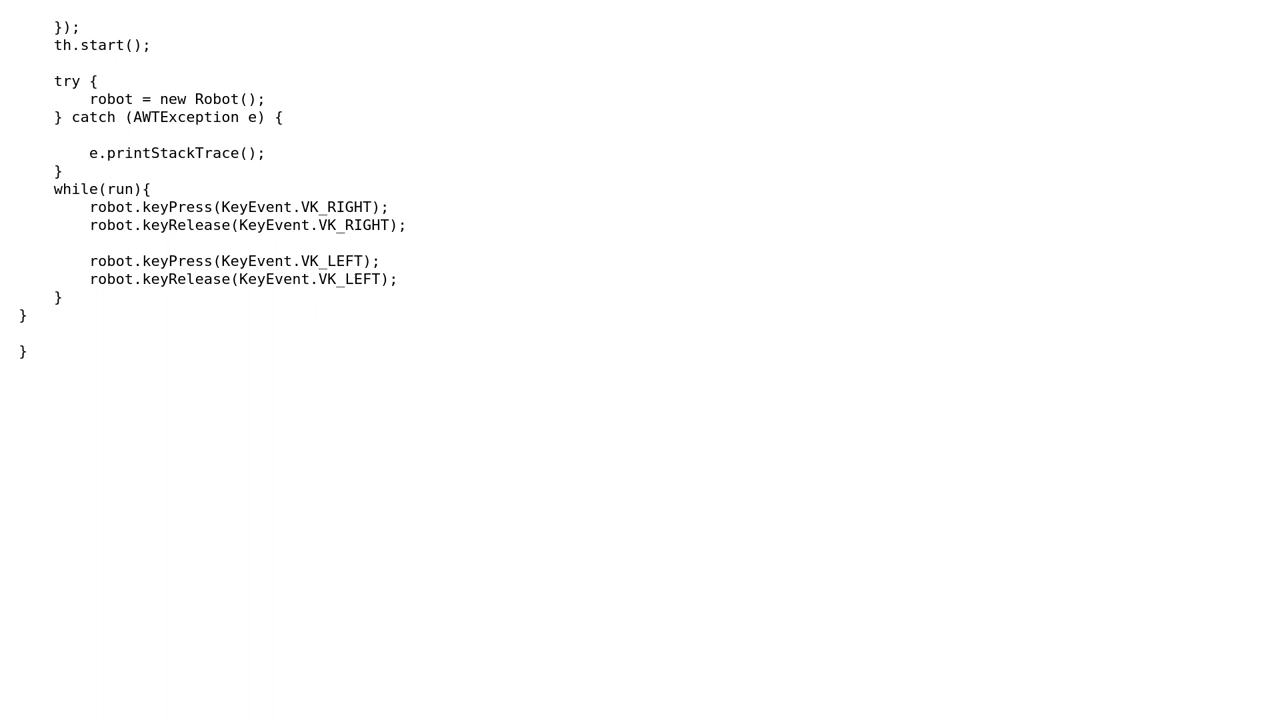 });
    th.start();

    try {
        robot = new Robot();
    } catch (AWTException e) {

        e.printStackTrace();
    }
    while(run){
        robot.keyPress(KeyEvent.VK_RIGHT);
        robot.keyRelease(KeyEvent.VK_RIGHT);

        robot.keyPress(KeyEvent.VK_LEFT);
        robot.keyRelease(KeyEvent.VK_LEFT);
    }
}

}